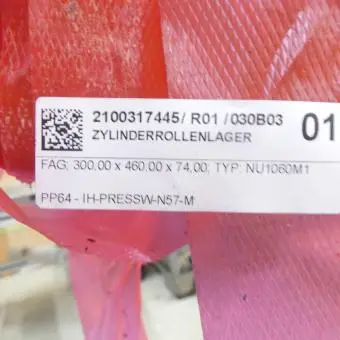 2100317445/ R01 /030B03 01
ZYLINDERROLLENLAGER
FAG; 300,00 x 460,00 x 74,00; TYP: NU1060M1
PP64 - IH-PRESSW-N57-M